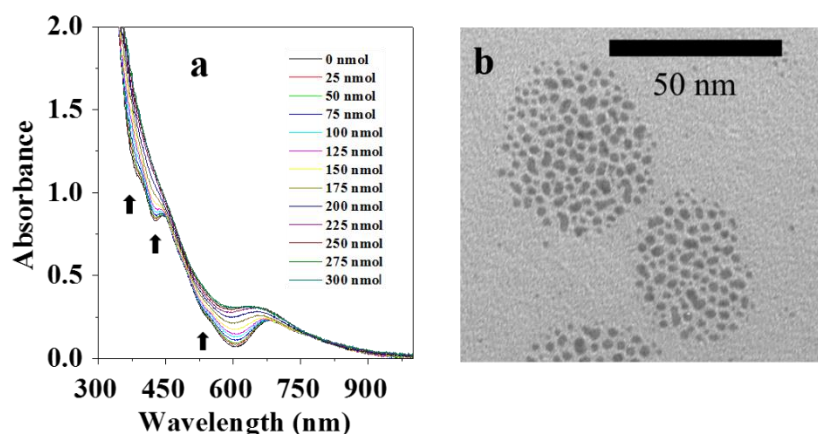 a
2.0
1.5
1.0
0.5
0.0
Absorbance
0 nmol
25 nmol
50 nmol
75 nmol
100 nmol
125 nmol
150 nmol
175 nmol
200 nmol
225 nmol
250 nmol
275 nmol
300 nmol
300 450 600 750 900
Wavelength (nm)
b
50 nm